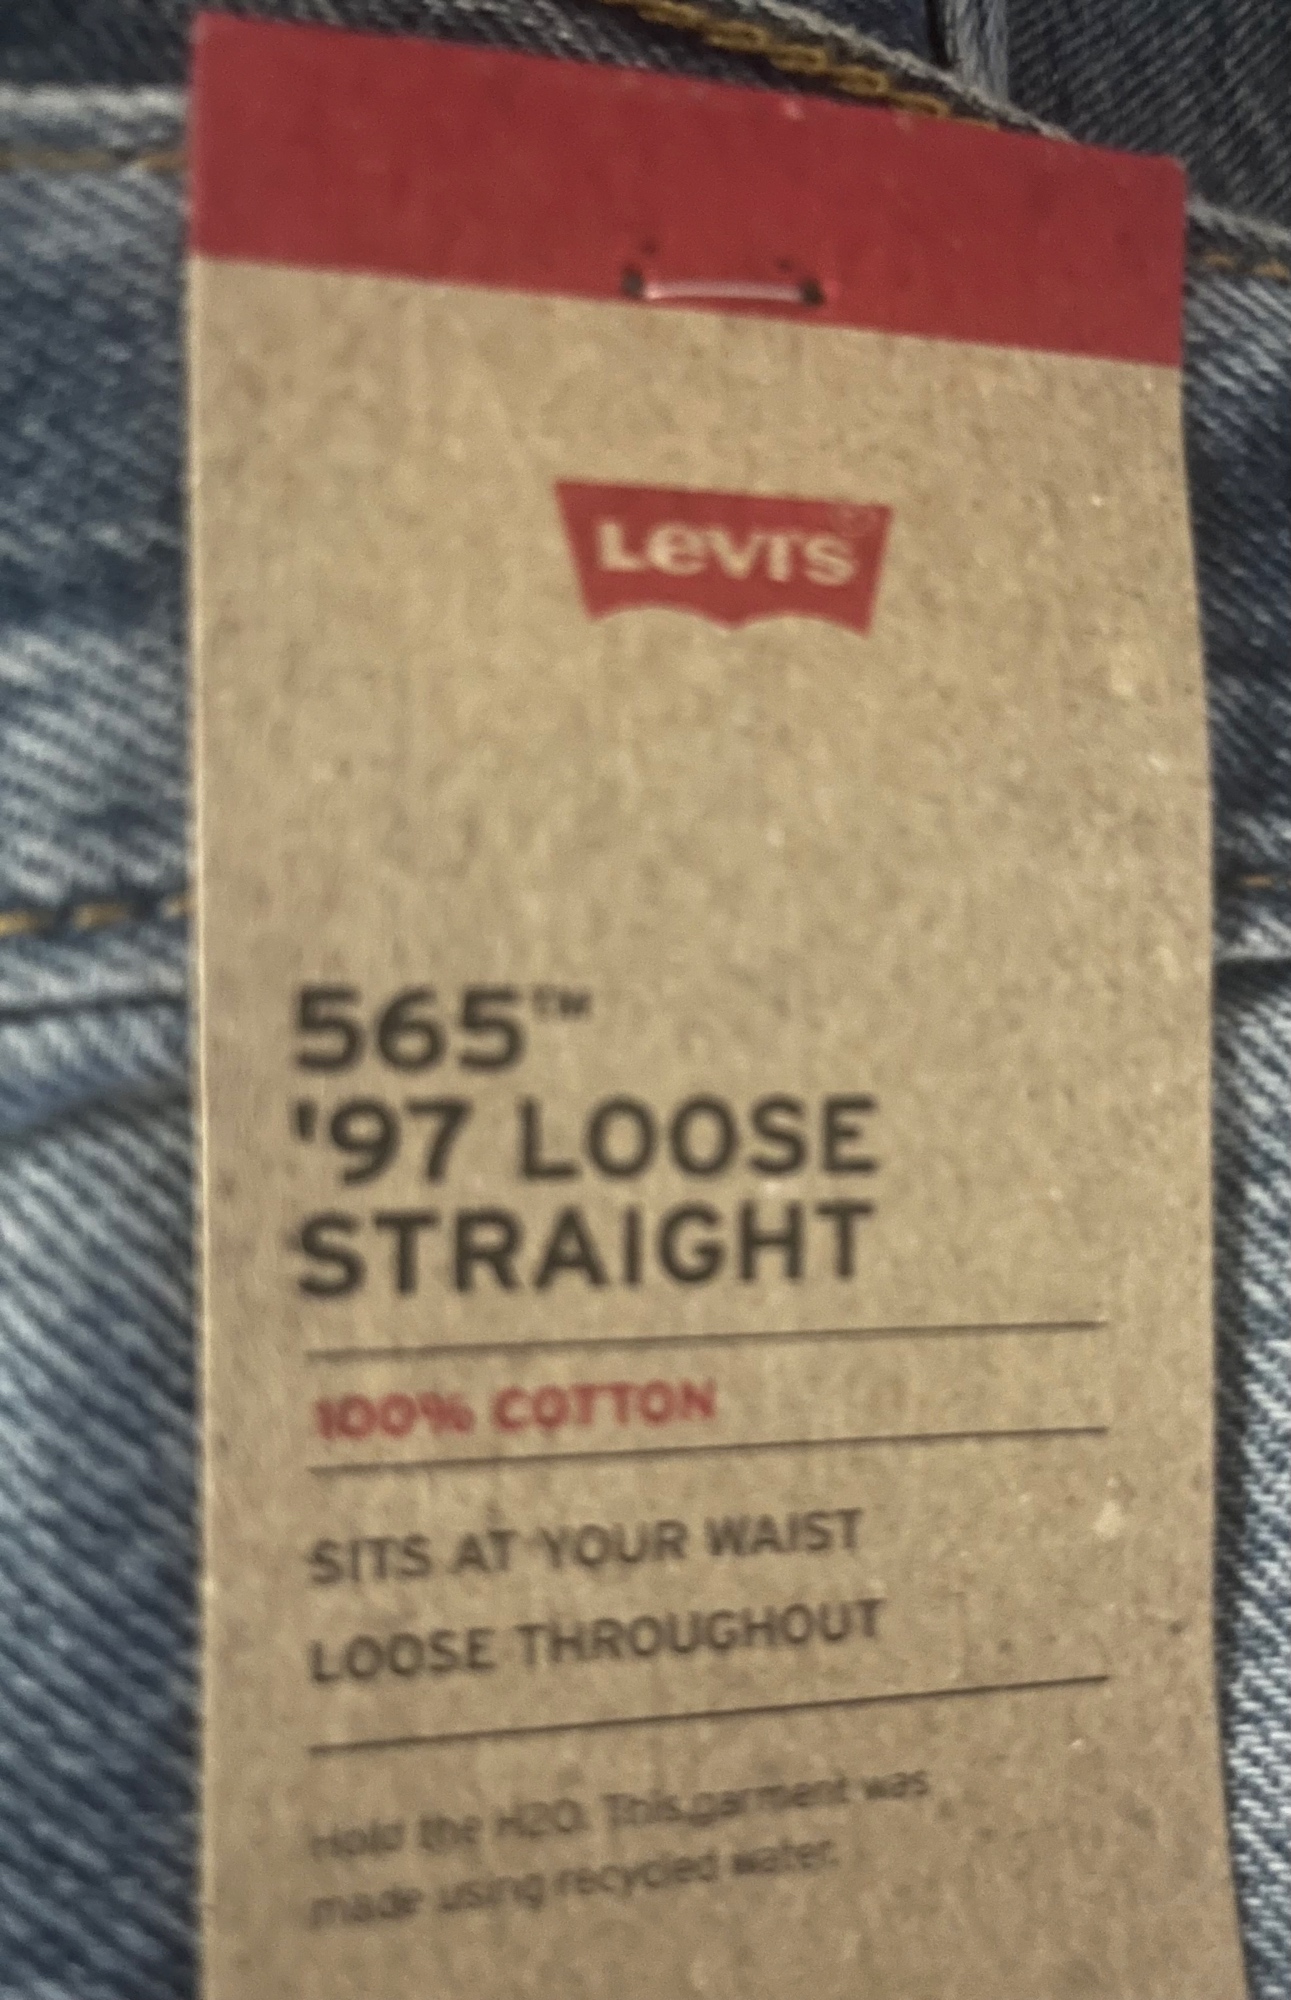 Levi's®
565™
'97 LOOSE
STRAIGHT
100% COTTON
SITS AT YOUR WAIST
LOOSE THROUGHOUT
Hold the H2O. This garment was
made using recycled water.